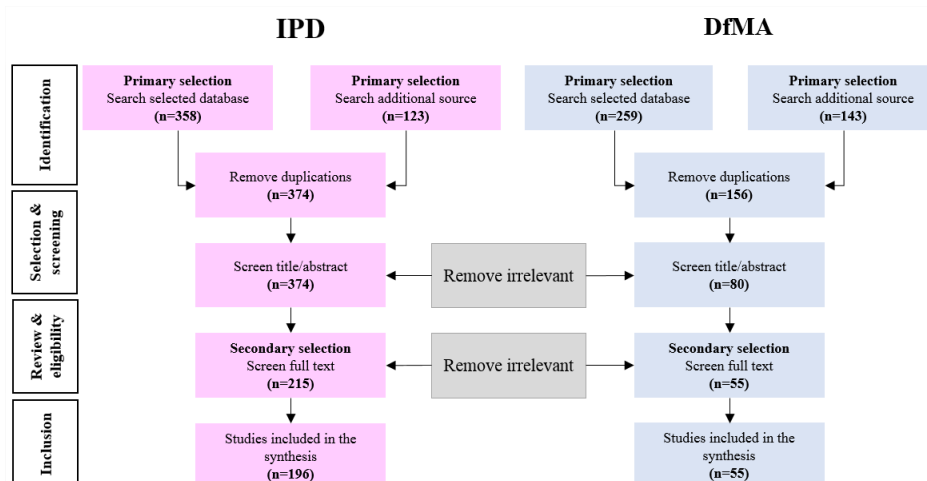 IPD
DfMA
Identification
Primary selection
Search selected database
(n=358)
Primary selection
Search additional source
(n=123)
Primary selection
Search selected database
(n=259)
Primary selection
Search additional source
(n=143)
Remove duplications
(n=374)
Remove duplications
(n=156)
Selection &
screening
Screen title/abstract
(n=374)
Remove irrelevant
Screen title/abstract
(n=80)
Review &
eligibility
Secondary selection
Screen full text
(n=215)
Remove irrelevant
Secondary selection
Screen full text
(n=55)
Inclusion
Studies included in the
synthesis
(n=196)
Studies included in the
synthesis
(n=55)